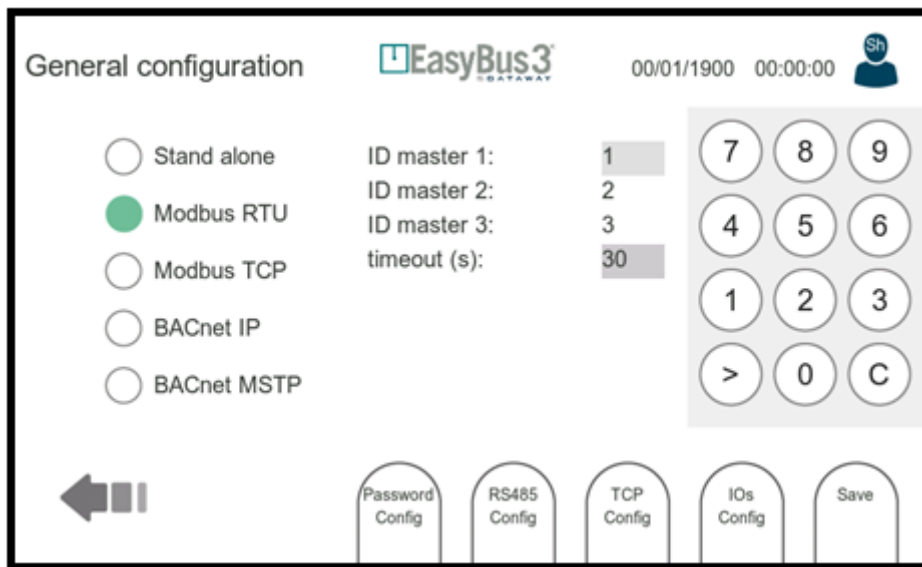 General configuration
EasyBus3
DATAWAY
00/01/1900 00:00:00
Sh
Stand alone
Modbus RTU
Modbus TCP
BACnet IP
BACnet MSTP
ID master 1: 1
ID master 2: 2
ID master 3: 3
timeout (s): 30
7 8 9
4 5 6
1 2 3
> 0 C
Password
Config
RS485
Config
TCP
Config
IOs
Config
Save